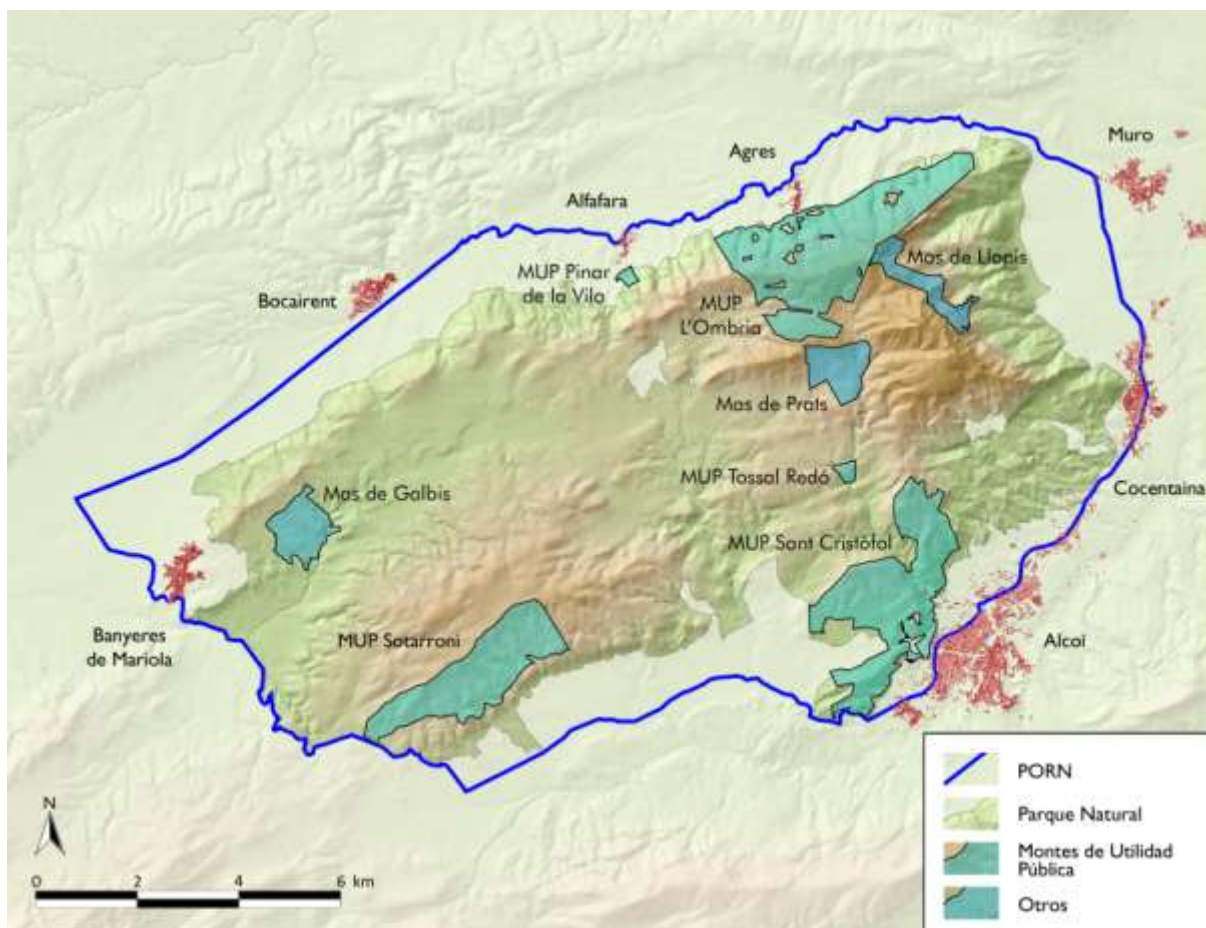 Muro
Agres
Alfafara
MUP Pinar
de la Vila
Mas de Llopis
Bocairent
MUP
L'Ombria
Mas de Prats
MUP Tossal Redó
Cocentaina
Mas de Galbis
MUP Sant Cristòfol
Banyeres
de Mariola
MUP Sotarroni
Alcoi
PORN
Parque Natural
Montes de Utilidad
Pública
Otros
N
0 2 4 6 km